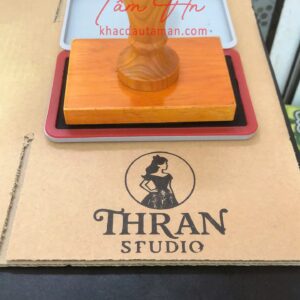 Tâm An
khacdautaman.com
THRAN
STUDIO